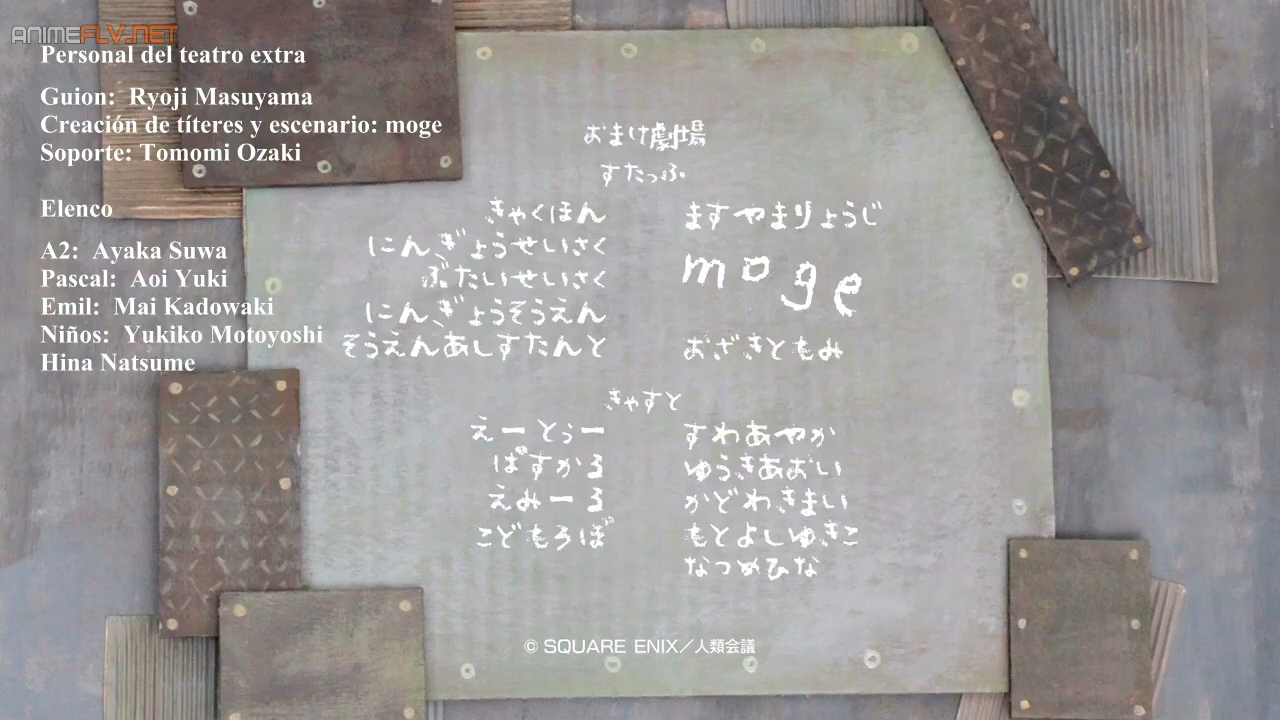 ANIMEFLV.NET
Personal del teatro extra
Guion: Ryoji Masuyama
Creación de títeres y escenario: moge
Soporte: Tomomi Ozaki
Elenco
A2: Ayaka Suwa
Pascal: Aoi Yuki
Emil: Mai Kadowaki
Niños: Yukiko Motoyoshi
Hina Natsume
おまけ劇場
すたっふ
きゃくほん ますやまりょうじ
にんぎょうせいさく moge
ぶたいせいさく
にんぎょうそうえん
そうえんあしすたんと おざきともみ
きゃすと
えーとぅー すわあやか
ぱすかる ゆうきあおい
えみーる かどわきまい
こどもろぼ もとよしゆきこ
なつめひな
© SQUARE ENIX/人類会議